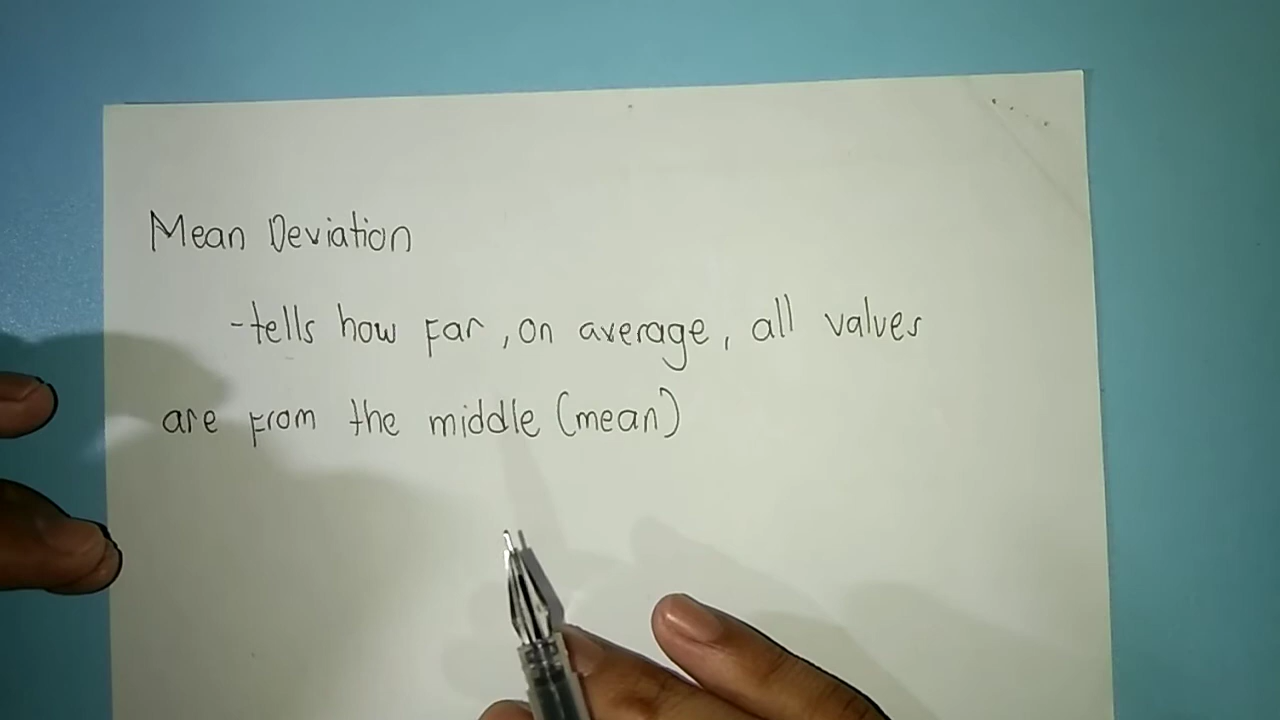 Mean Deviation
-tells how far, on average, all values
are from the middle (mean)